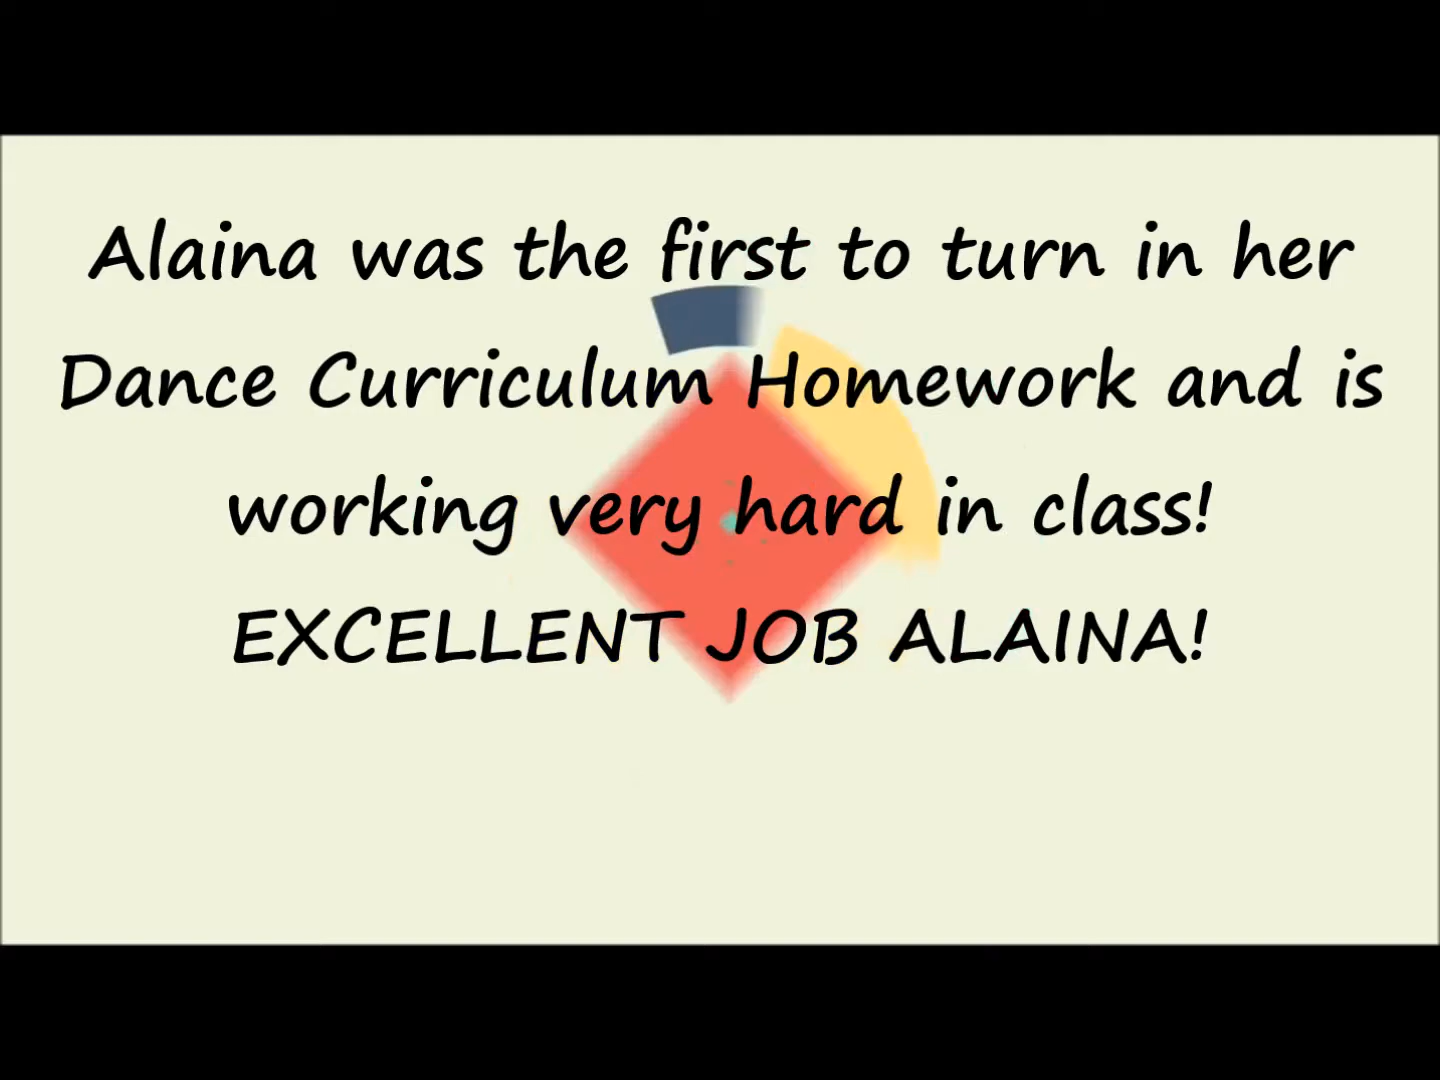 Alaina was the first to turn in her
Dance Curriculum Homework and is
working very hard in class!
EXCELLENT JOB ALAINA!